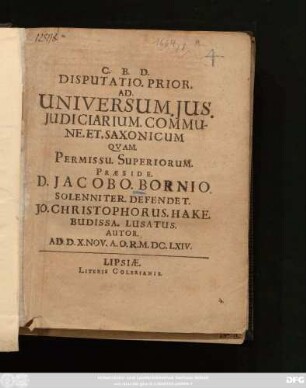 C. B. D.
DISPUTATIO. PRIOR.
AD.
UNIVERSUM. JUS.
JUDICIARIUM. COMMU-
NE. ET. SAXONICUM
QVAM.
PERMISSU. SUPERIORUM.
PRÆSIDE.
D. JACOBO. BORNIO.
SOLENNITER. DEFENDET.
JO. CHRISTOPHORUS. HAKE.
BUDISSA. LUSATUS.
AUTOR.
AD. D. X. NOV. A. O. R. M. DC. LXIV.
LIPSIÆ,
LITERIS COLERIANIS.